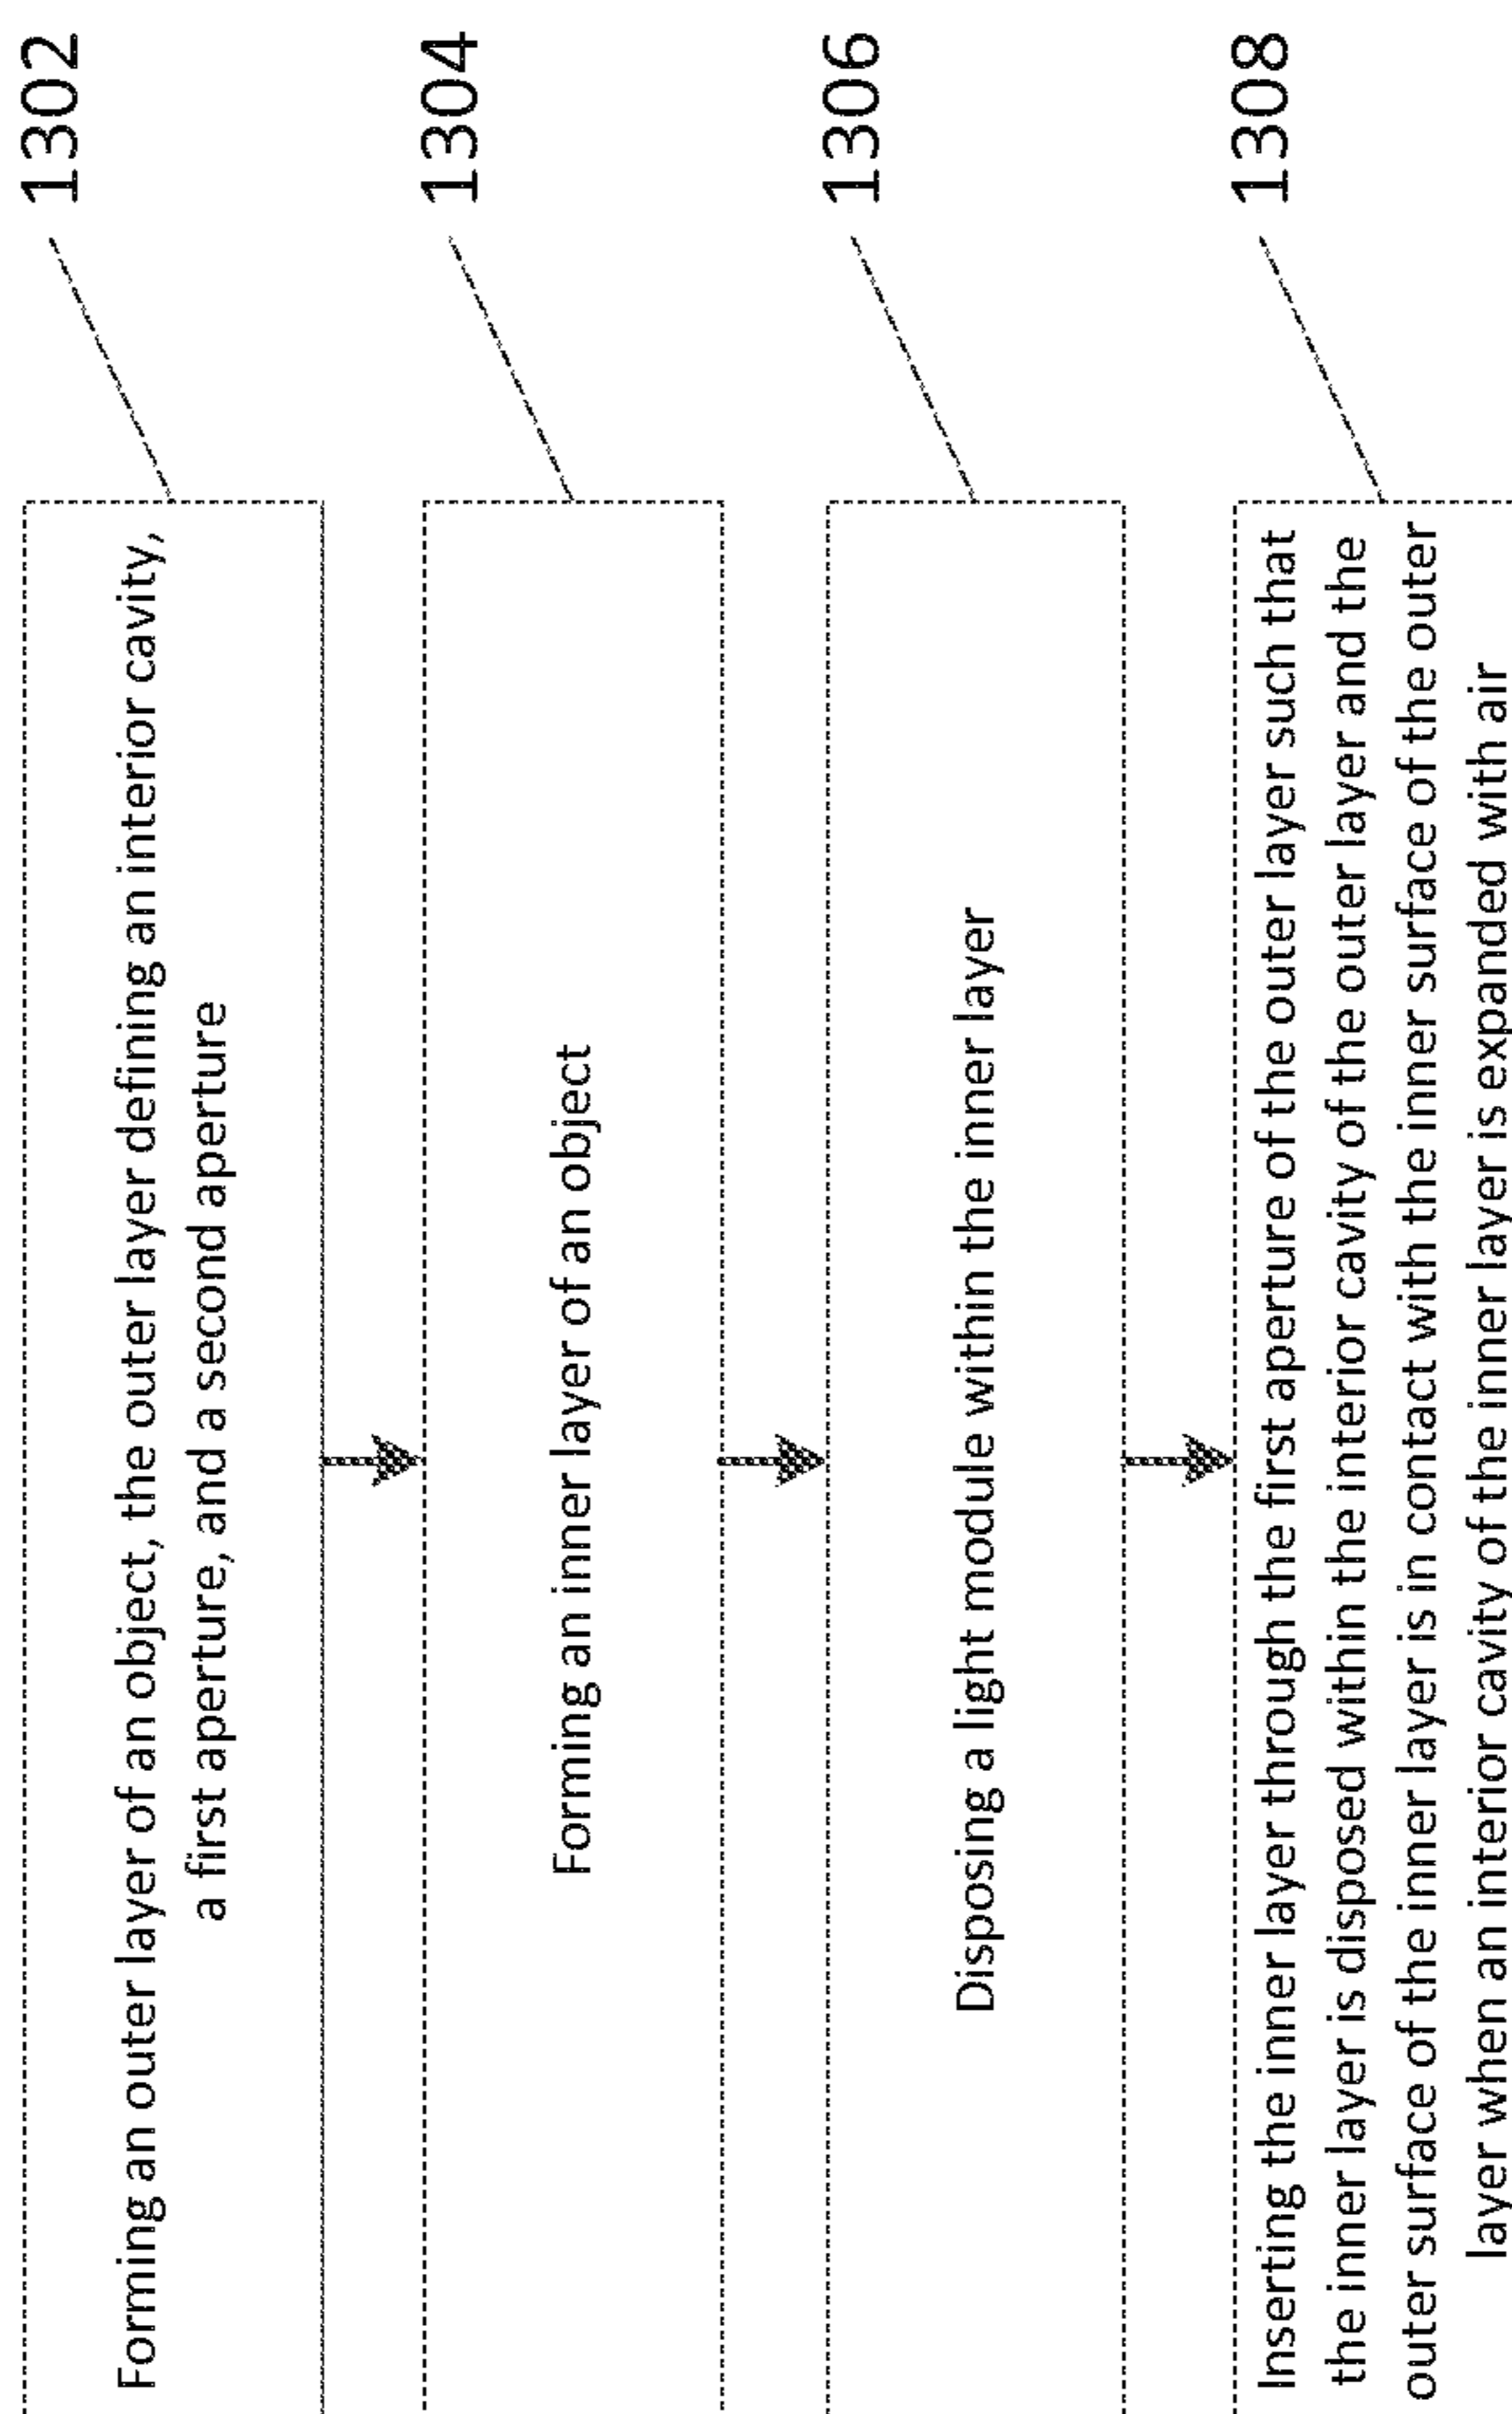 Forming an outer layer of an object, the outer layer defining an interior cavity,
a first aperture, and a second aperture
1302
Forming an inner layer of an object
1304
Disposing a light module within the inner layer
1306
Inserting the inner layer through the first aperture of the outer layer such that
the inner layer is disposed within the interior cavity of the outer layer and the
outer surface of the inner layer is in contact with the inner surface of the outer
layer when an interior cavity of the inner layer is expanded with air
1308